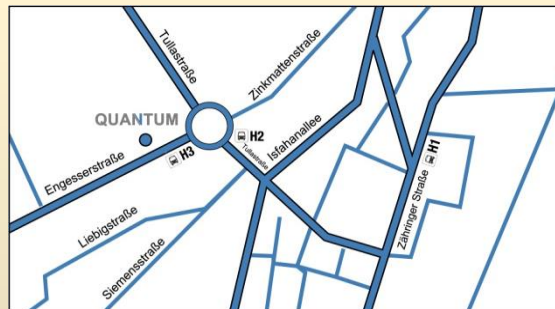 Tullastraße
Zinkmattenstraße
QUANTUM
H2
Isfahanallee
Tullastraße
H3
H1
Engesserstraße
Zähringer Straße
Liebigstraße
Siemensstraße